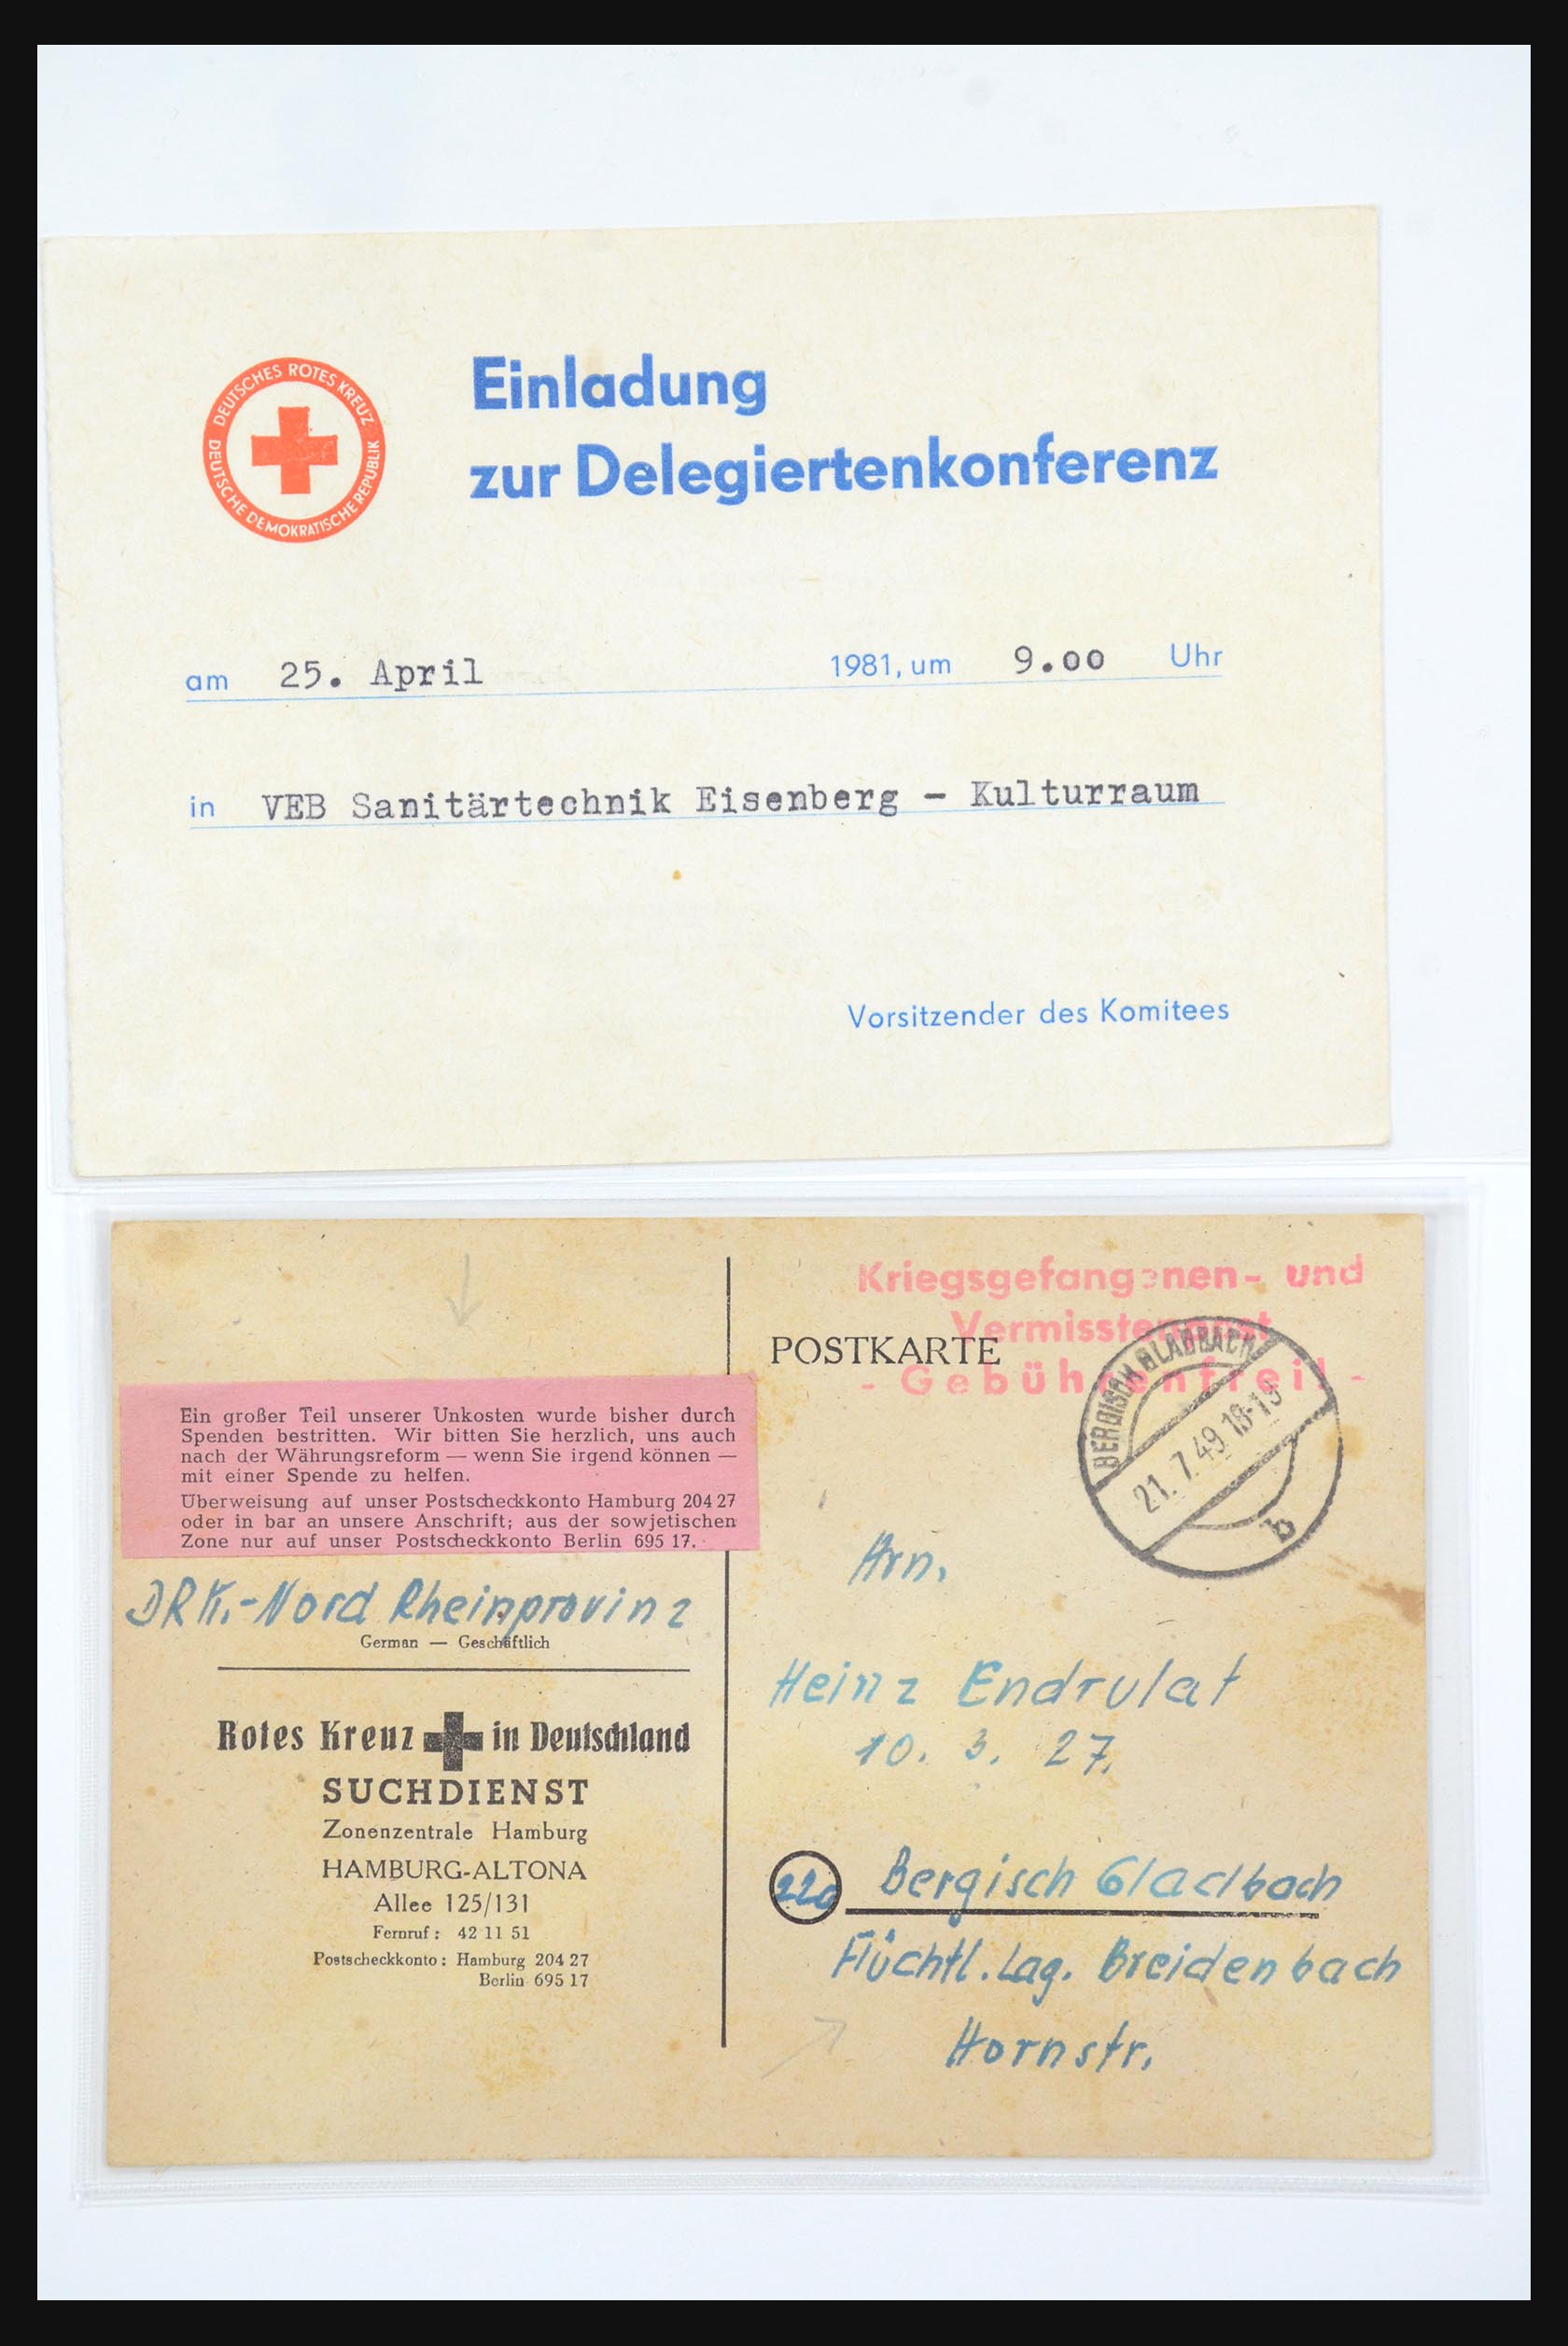 DEUTSCHES ROTES KREUZ
DEUTSCHE DEMOKRATISCHE REPUBLIK
Einladung
zur Delegiertenkonferenz
am 25. April 1981, um 9.00 Uhr
in VEB Sanitärtechnik Eisenberg - Kulturraum
Vorsitzender des Komitees
Kriegsgefangenen- und
Vermisstenpost
- Gebührenfrei! -
POSTKARTE
BERGISCH GLADBACH
21. 7. 49 18-19
b
Ein großer Teil unserer Unkosten wurde bisher durch
Spenden bestritten. Wir bitten Sie herzlich, uns auch
nach der Währungsreform — wenn Sie irgend können —
mit einer Spende zu helfen.
Überweisung auf unser Postscheckkonto Hamburg 204 27
oder in bar an unsere Anschrift; aus der sowjetischen
Zone nur auf unser Postscheckkonto Berlin 695 17.
DRK.-Nord Rheinprovinz
German — Geschäftlich
Rotes Kreuz in Deutschland
SUCHDIENST
Zonenzentrale Hamburg
HAMBURG-ALTONA
Allee 125/131
Fernruf: 42 11 51
Postscheckkonto: Hamburg 204 27
Berlin 695 17
Hrn.
Heinz Endrulat
10. 3. 27.
22a Bergisch Gladbach
Flüchtl. Lag. Breidenbach
Hornstr.